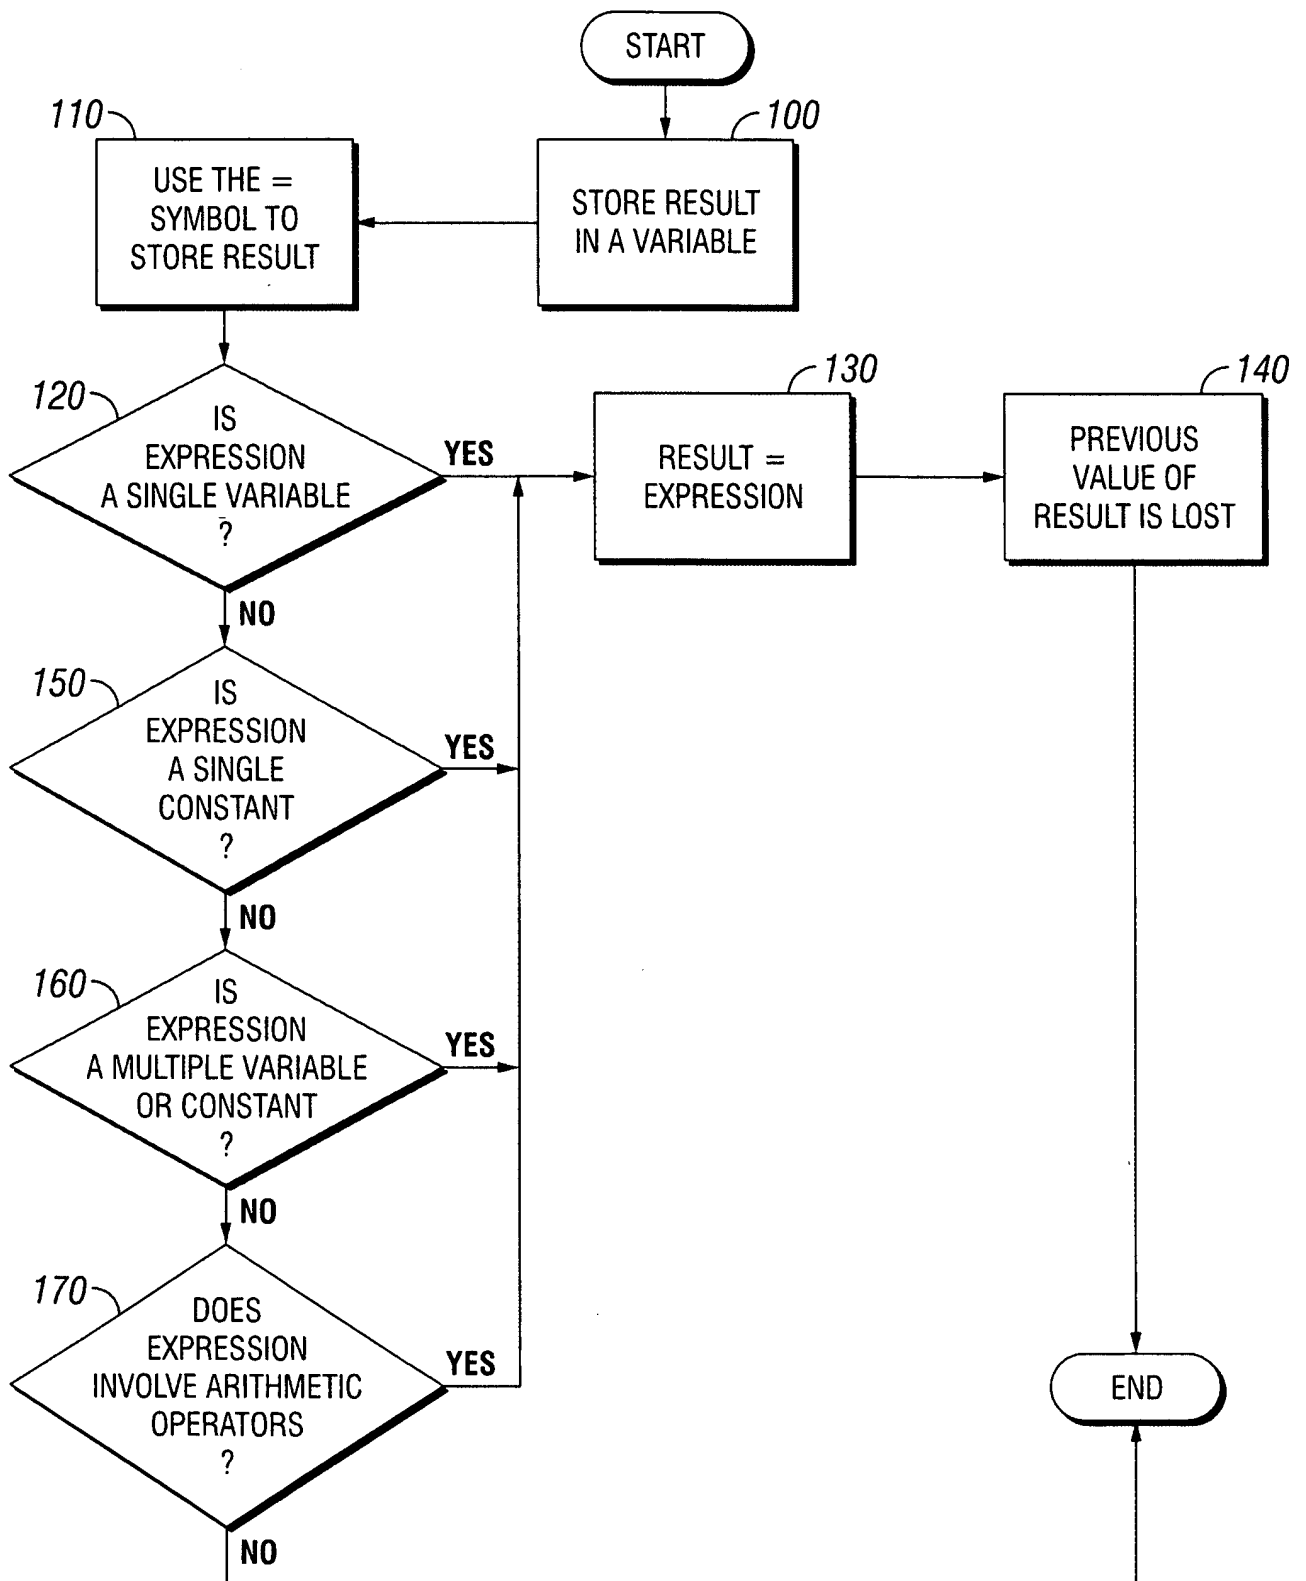 START
110
100
USE THE =
SYMBOL TO
STORE RESULT
STORE RESULT
IN A VARIABLE
120
IS
EXPRESSION
A SINGLE VARIABLE
?
YES
130
RESULT =
EXPRESSION
140
PREVIOUS
VALUE OF
RESULT IS LOST
NO
150
IS
EXPRESSION
A SINGLE
CONSTANT
?
YES
NO
160
IS
EXPRESSION
A MULTIPLE VARIABLE
OR CONSTANT
?
YES
NO
170
DOES
EXPRESSION
INVOLVE ARITHMETIC
OPERATORS
?
YES
END
NO